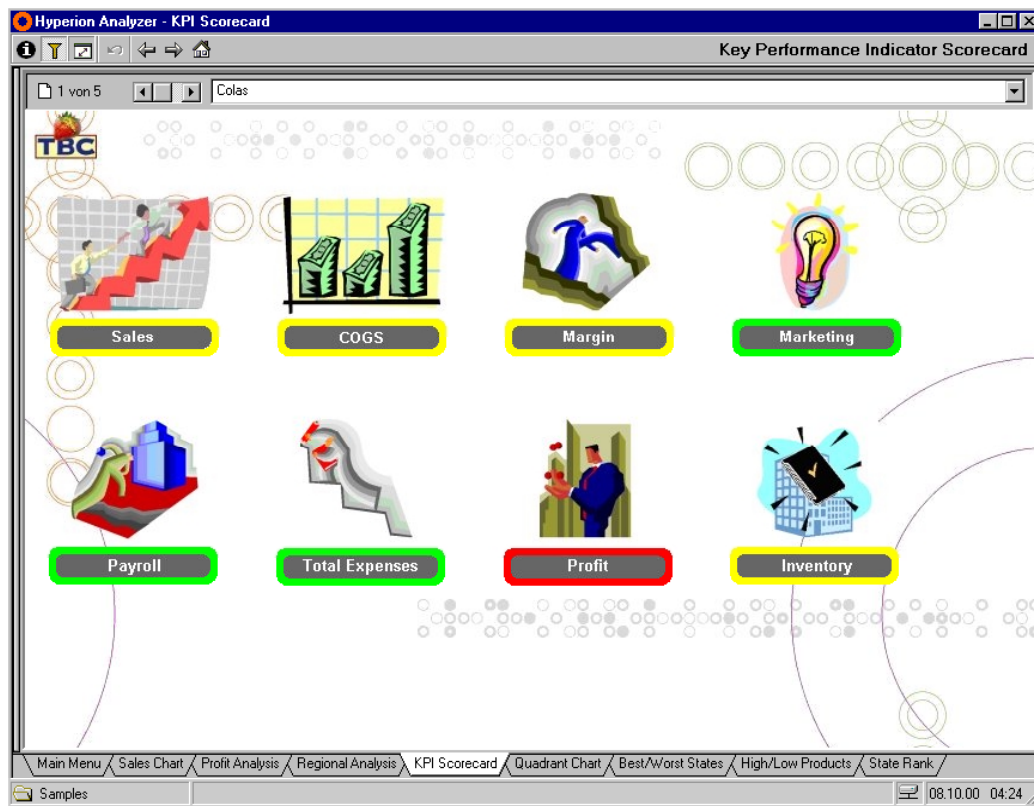 Hyperion Analyzer - KPI Scorecard
Key Performance Indicator Scorecard
1 von 5 Colas
TBC
Sales COGS Margin Marketing
Payroll Total Expenses Profit Inventory
Main Menu Sales Chart Profit Analysis Regional Analysis KPI Scorecard Quadrant Chart Best/Worst States High/Low Products State Rank
Samples 08.10.00 04:24